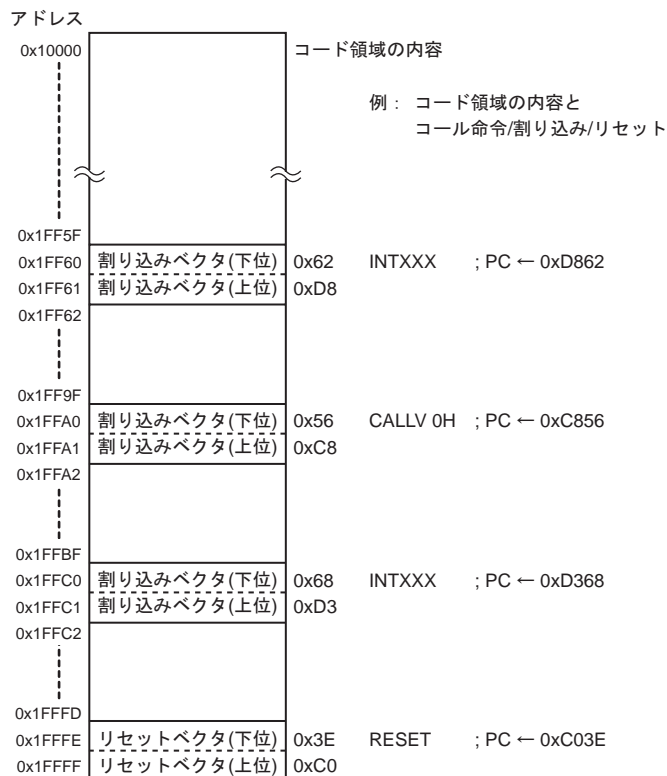 アドレス
0x10000 コード領域の内容
例： コード領域の内容と
コール命令/割り込み/リセット
0x1FF5F
0x1FF60 割り込みベクタ(下位) 0x62 INTXXX ; PC ← 0xD862
0x1FF61 割り込みベクタ(上位) 0xD8
0x1FF62
0x1FF9F
0x1FFA0 割り込みベクタ(下位) 0x56 CALLV 0H ; PC ← 0xC856
0x1FFA1 割り込みベクタ(上位) 0xC8
0x1FFA2
0x1FFBF
0x1FFC0 割り込みベクタ(下位) 0x68 INTXXX ; PC ← 0xD368
0x1FFC1 割り込みベクタ(上位) 0xD3
0x1FFC2
0x1FFFD
0x1FFFE リセットベクタ(下位) 0x3E RESET ; PC ← 0xC03E
0x1FFFF リセットベクタ(上位) 0xC0